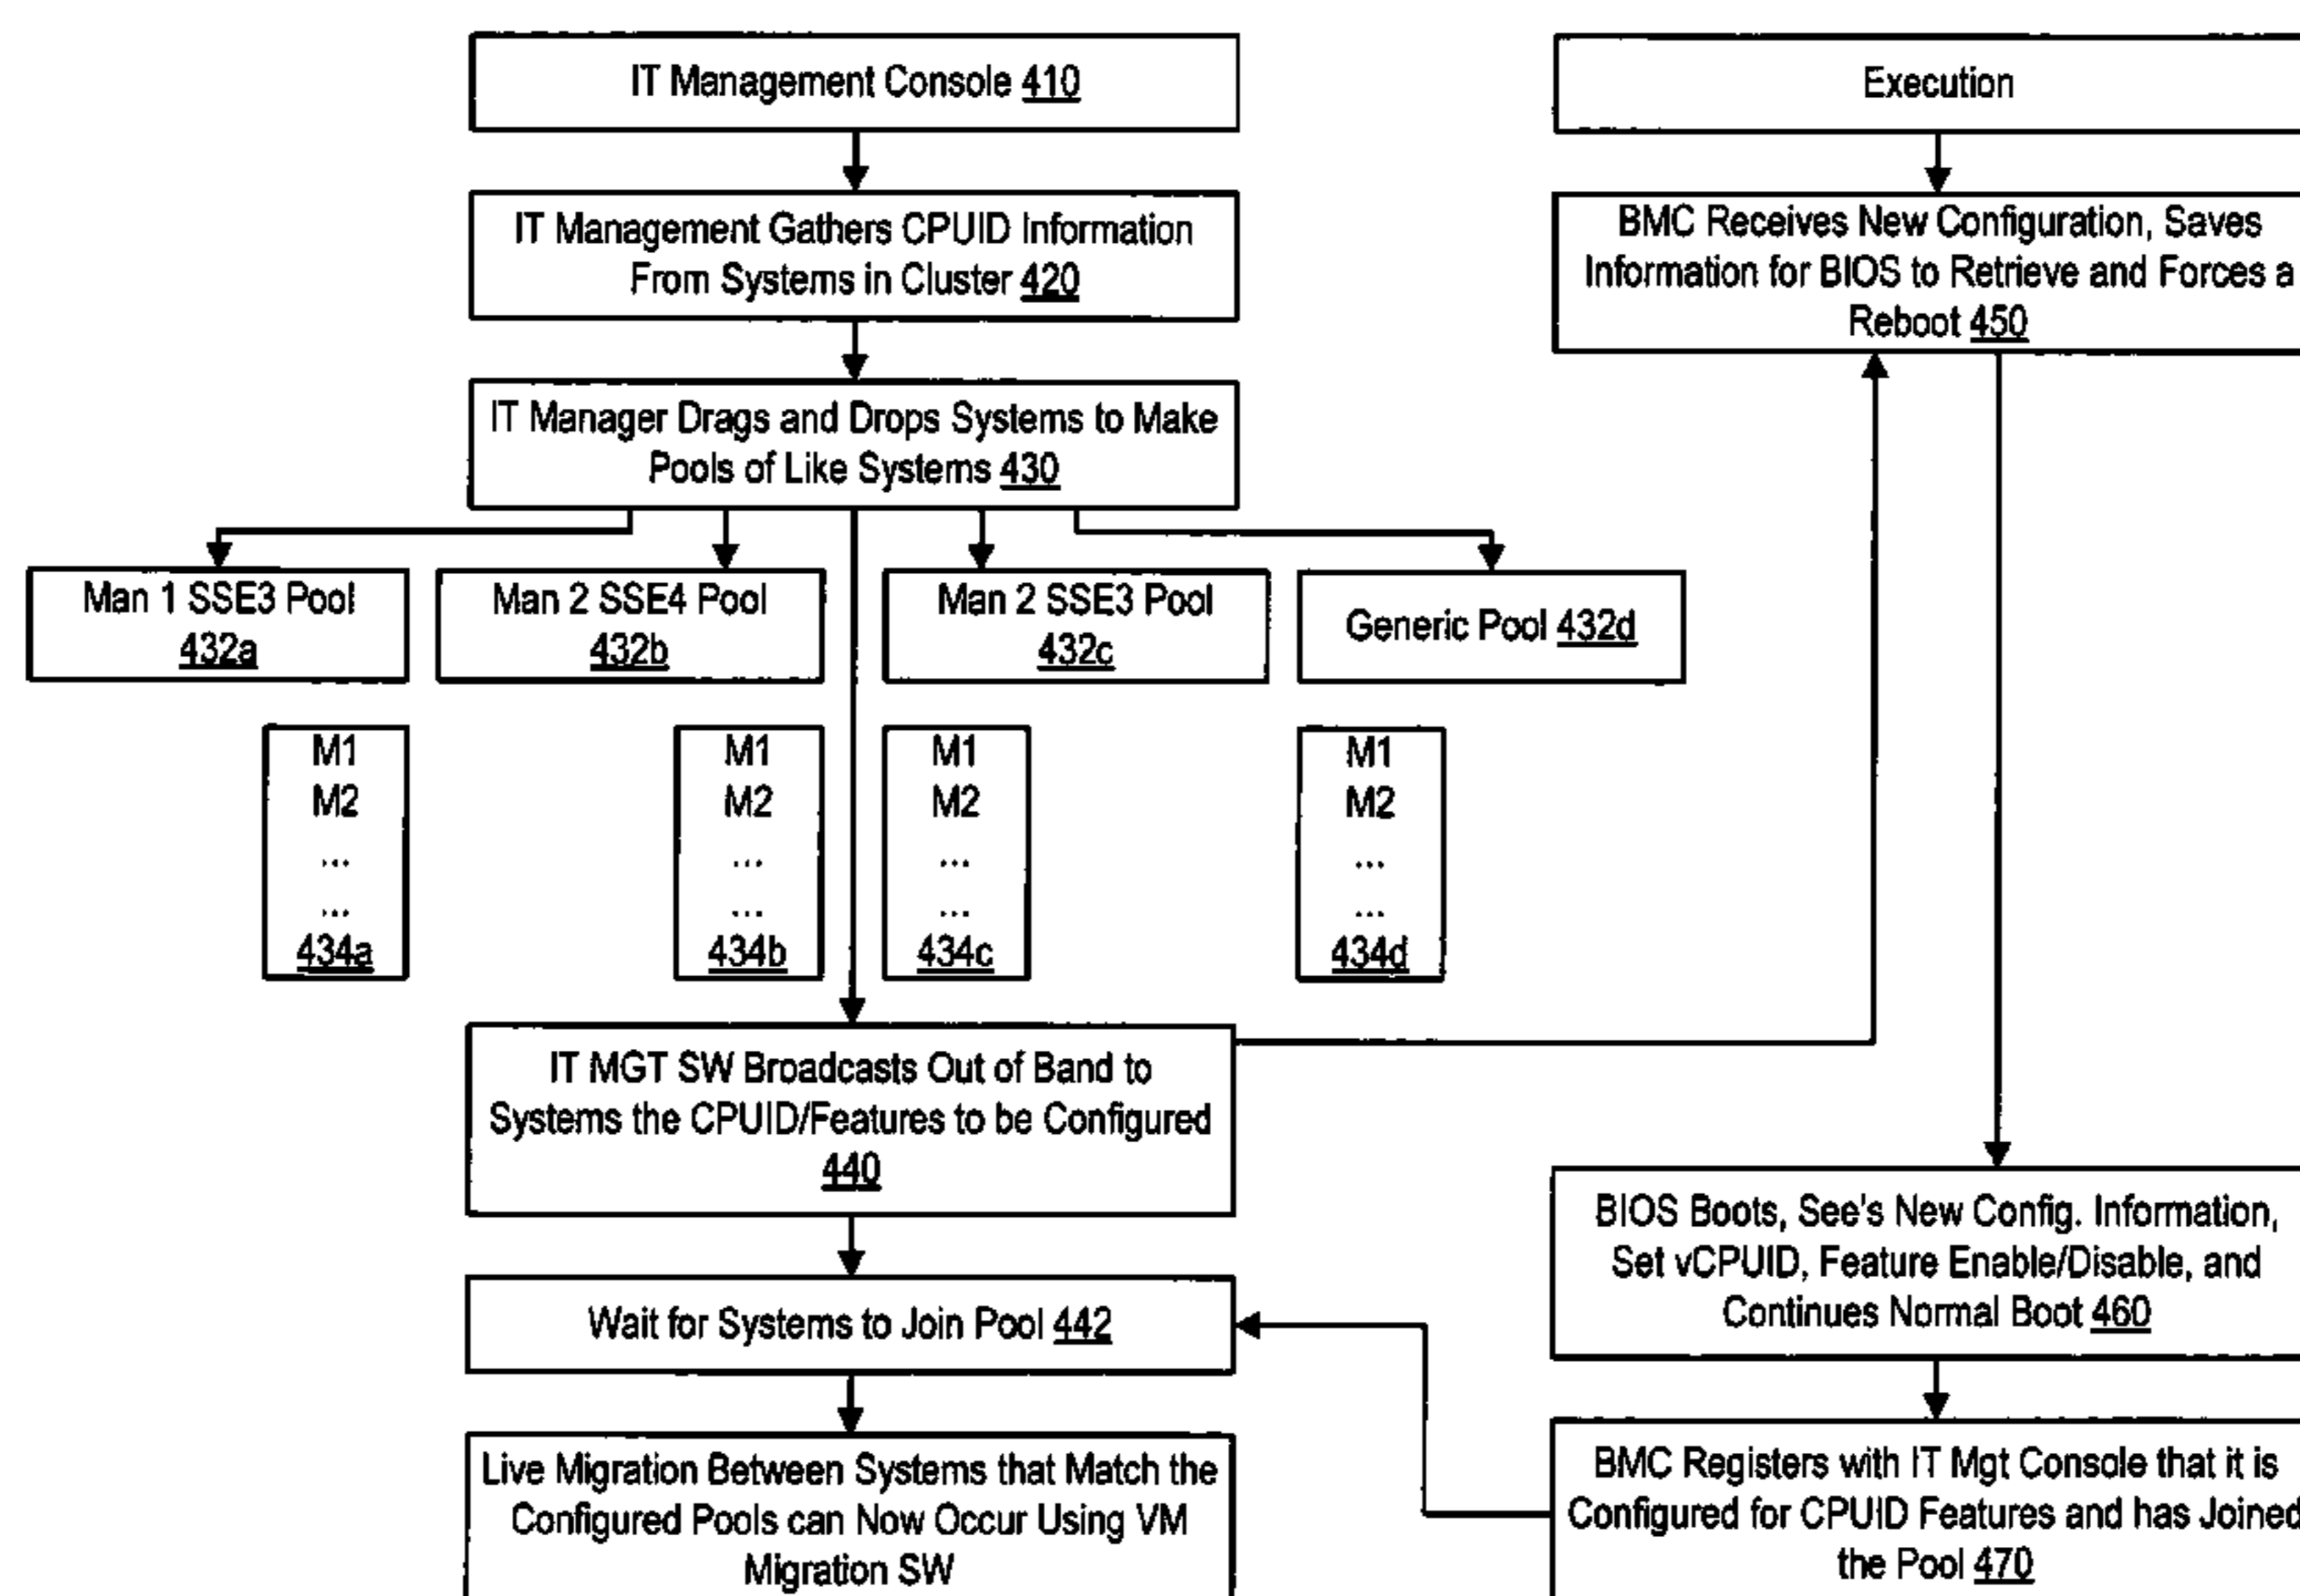 IT Management Console 410
IT Management Gathers CPUID Information
From Systems in Cluster 420
IT Manager Drags and Drops Systems to Make
Pools of Like Systems 430
Man 1 SSE3 Pool
432a
Man 2 SSE4 Pool
432b
Man 2 SSE3 Pool
432c
Generic Pool 432d
M1
M2
...
...
434a
M1
M2
...
...
434b
M1
M2
...
...
434c
M1
M2
...
...
434d
IT MGT SW Broadcasts Out of Band to
Systems the CPUID/Features to be Configured
440
Wait for Systems to Join Pool 442
Live Migration Between Systems that Match the
Configured Pools can Now Occur Using VM
Migration SW
Execution
BMC Receives New Configuration, Saves
Information for BIOS to Retrieve and Forces a
Reboot 450
BIOS Boots, See's New Config. Information,
Set vCPUID, Feature Enable/Disable, and
Continues Normal Boot 460
BMC Registers with IT Mgt Console that it is
Configured for CPUID Features and has Joined
the Pool 470